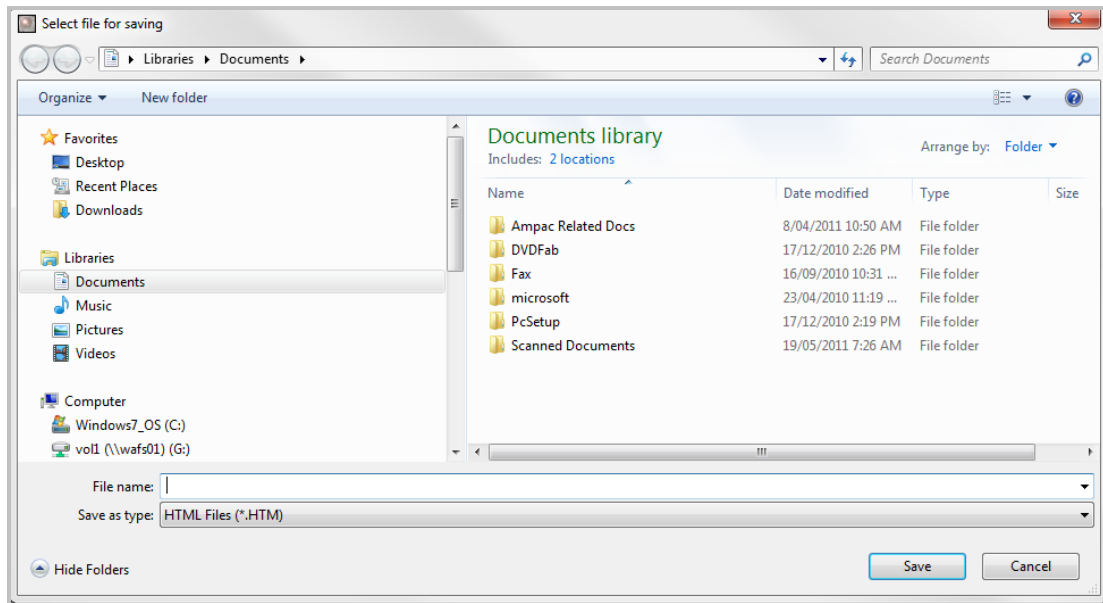 Select file for saving
Libraries Documents
Search Documents
Organize New folder
Favorites
Desktop
Recent Places
Downloads
Libraries
Documents
Music
Pictures
Videos
Computer
Windows7_OS (C:)
vol1 (\\wafs01) (G:)
Documents library
Includes: 2 locations
Arrange by: Folder
Name Date modified Type Size
Ampac Related Docs 8/04/2011 10:50 AM File folder
DVDFab 17/12/2010 2:26 PM File folder
Fax 16/09/2010 10:31 ... File folder
microsoft 23/04/2010 11:19 ... File folder
PcSetup 17/12/2010 2:19 PM File folder
Scanned Documents 19/05/2011 7:26 AM File folder
File name:
Save as type: HTML Files (*.HTM)
Hide Folders
Save Cancel